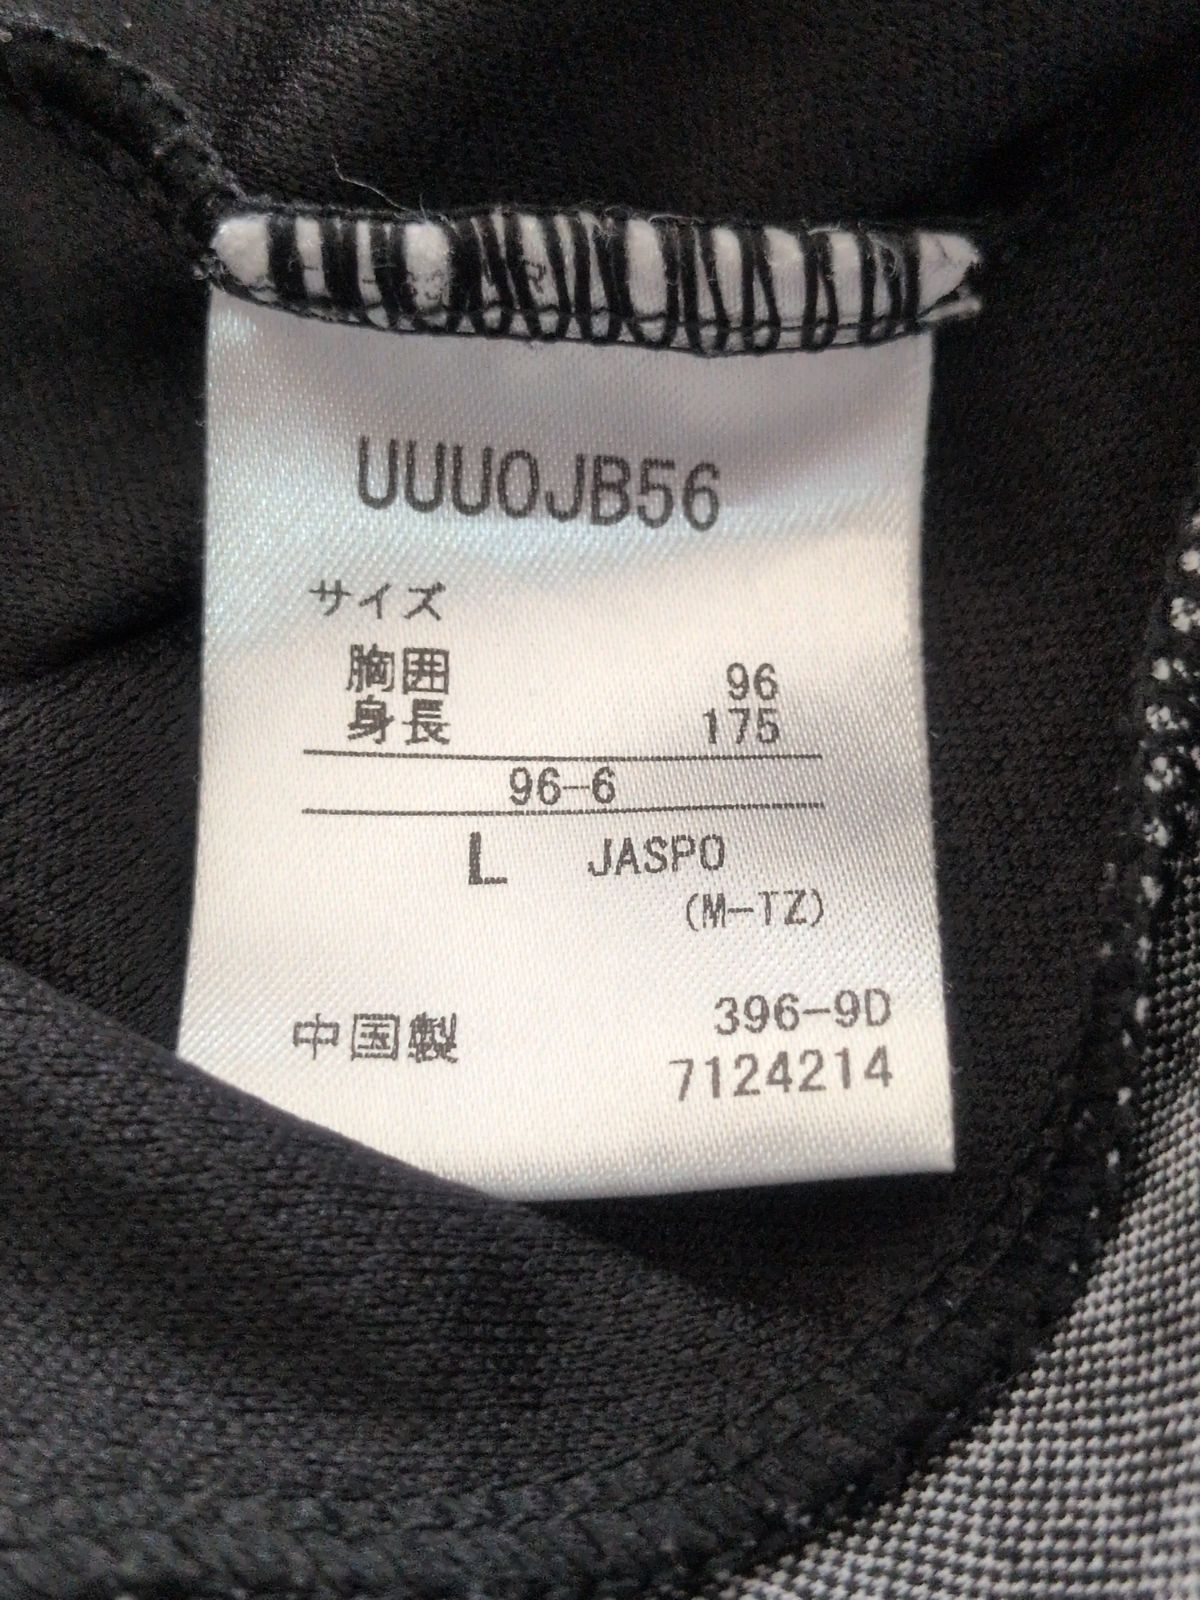 UUUOJB56
サイズ
胸囲 96
身長 175
96-6
L JASPO
(M-TZ)
396-9D
中国製
7124214